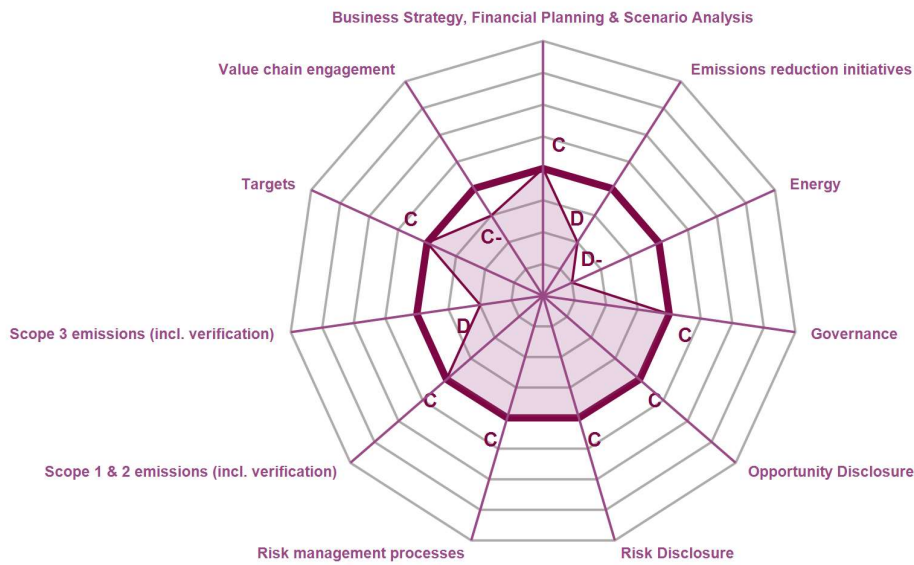 Business Strategy, Financial Planning & Scenario Analysis
Value chain engagement
Emissions reduction initiatives
C
Targets
Energy
C
D
C-
D-
Scope 3 emissions (incl. verification)
D
C
Governance
C
C
C
C
Scope 1 & 2 emissions (incl. verification)
Opportunity Disclosure
Risk management processes
Risk Disclosure